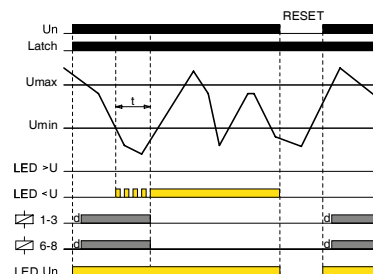 RESET
Un
Latch
Umax
t
Umin
LED >U
LED <U
1-3 d d
6-8 d d
LED Un